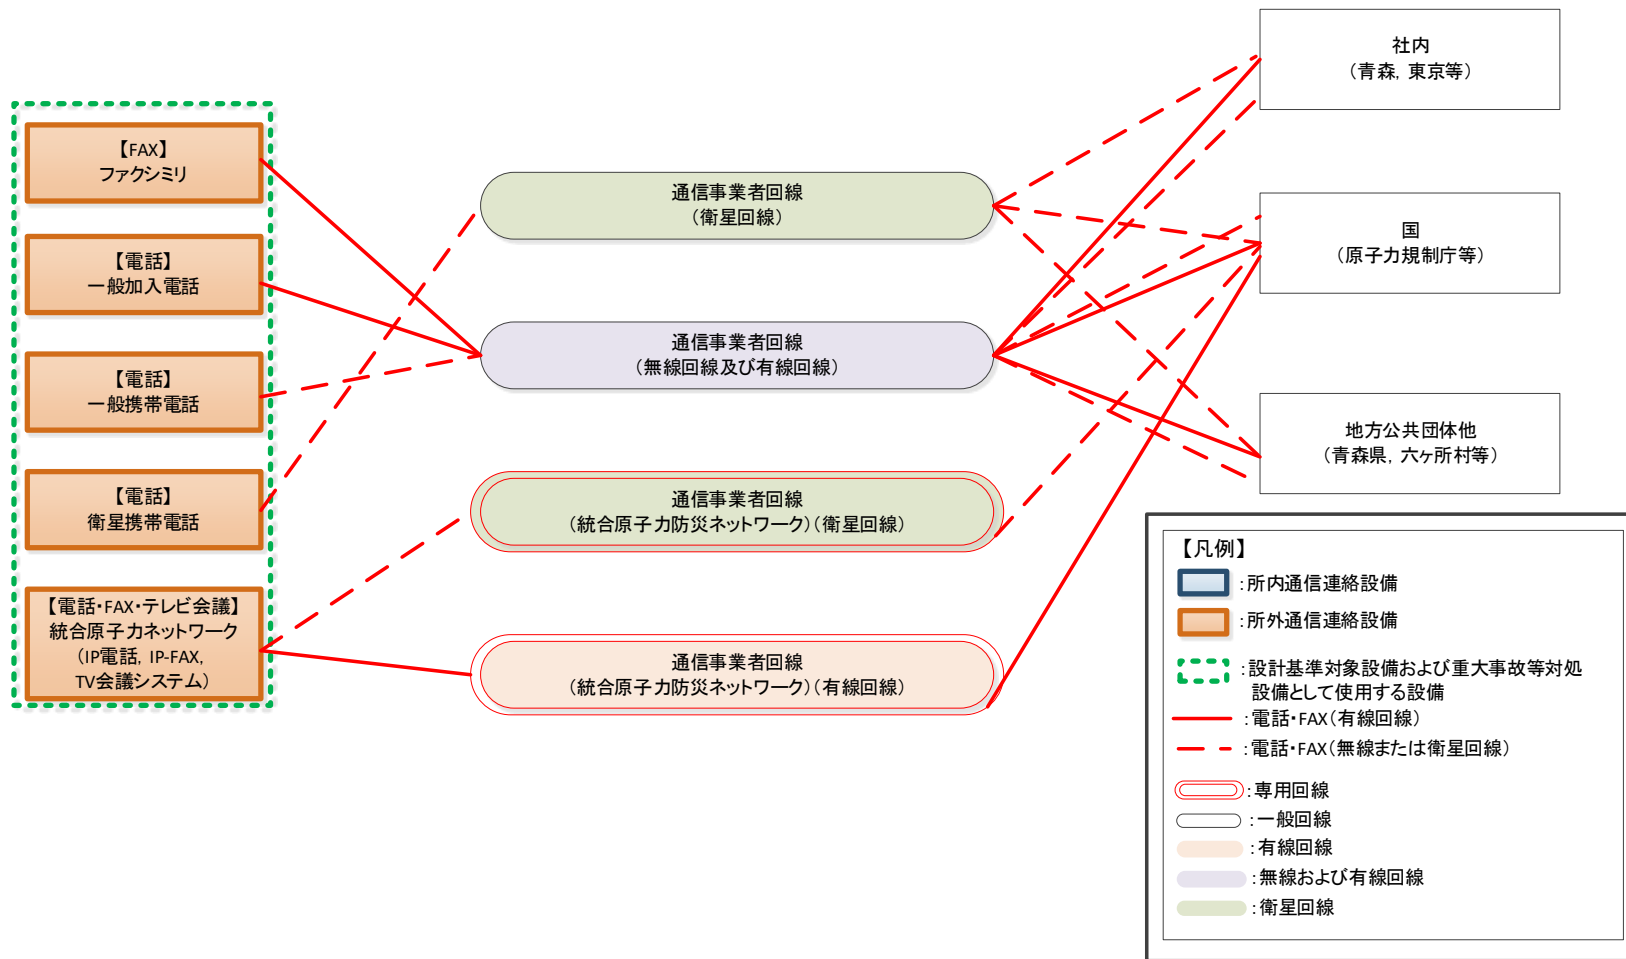 【FAX】
ファクシミリ
【電話】
一般加入電話
【電話】
一般携帯電話
【電話】
衛星携帯電話
【電話・FAX・テレビ会議】
統合原子力ネットワーク
（IP電話，IP-FAX，
TV会議システム）
通信事業者回線
（衛星回線）
通信事業者回線
（無線回線及び有線回線）
通信事業者回線
（統合原子力防災ネットワーク）（衛星回線）
通信事業者回線
（統合原子力防災ネットワーク）（有線回線）
社内
（青森，東京等）
国
（原子力規制庁等）
地方公共団体他
（青森県，六ヶ所村等）
【凡例】
：所内通信連絡設備
：所外通信連絡設備
：設計基準対象設備および重大事故等対処
設備として使用する設備
：電話・FAX（有線回線）
：電話・FAX（無線または衛星回線）
：専用回線
：一般回線
：有線回線
：無線および有線回線
：衛星回線